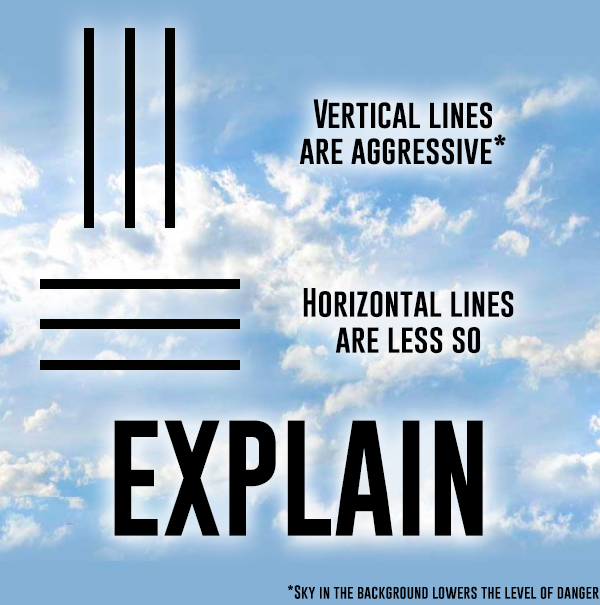 Vertical lines
are aggressive*
Horizontal lines
are less so
EXPLAIN
*Sky in the background lowers the level of danger